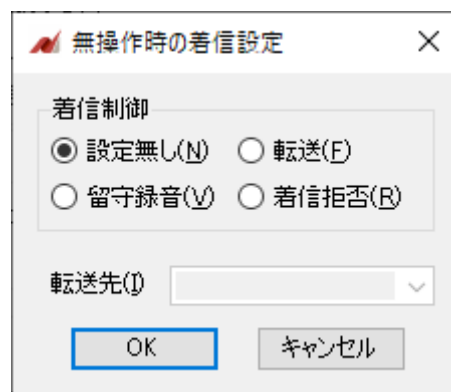 無操作時の着信設定
着信制御
設定無し(N) 転送(F)
留守録音(V) 着信拒否(R)
転送先(I)
OK キャンセル